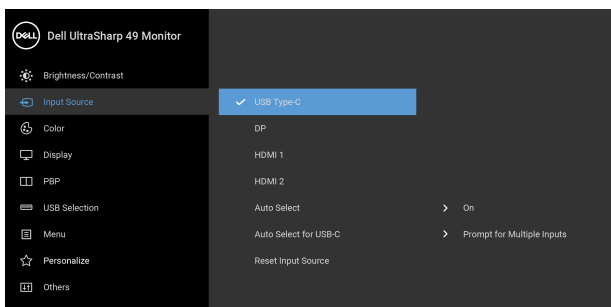 DELL Dell UltraSharp 49 Monitor
Brightness/Contrast
Input Source USB Type-C
Color DP
Display HDMI 1
PBP HDMI 2
USB Selection Auto Select On
Menu Auto Select for USB-C Prompt for Multiple Inputs
Personalize Reset Input Source
Others